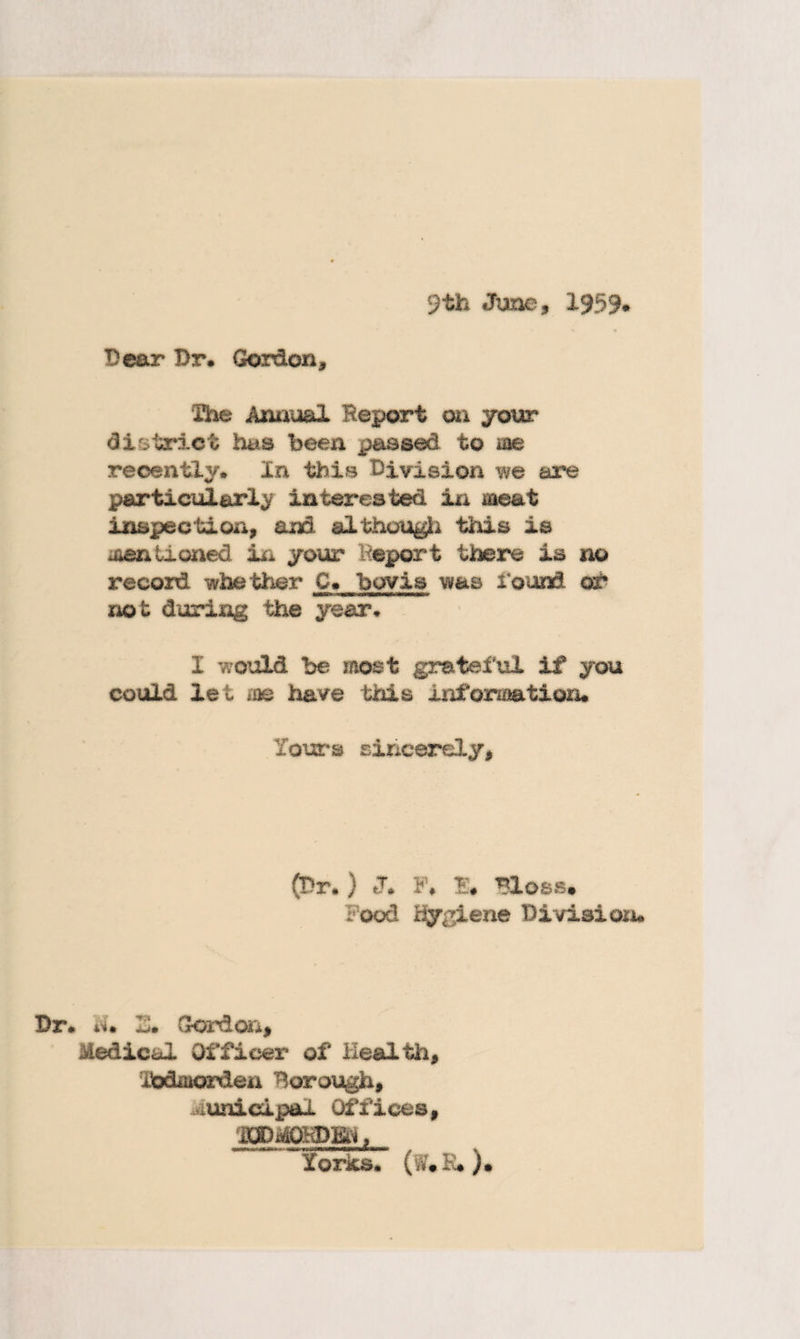 9th June, 1959.
Dear Dr. Gordon,
The Annual Report on your
district has been passed to me
recently. In this Division we are
particularly interested in meat
inspection, and although this is
mentioned in your Report there is no
record whether C. bovis was found or
not during the year.
I would be most grateful if you
could let me have this information.
Yours sincerely,
(Dr.) J. F. E. Bloss.
Food Hygiene Division.
Dr. N. E. Gordon,
Medical Officer of Health,
Todmorden Borough,
Municipal Offices,
TODMORDEN,
Yorks. (W.R.).